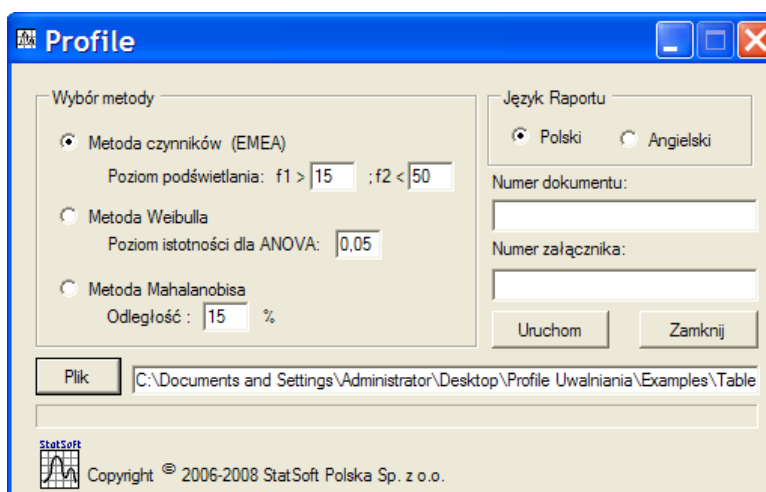 Profile
Wybór metody
Metoda czynników (EMEA)
Poziom podświetlania: f1 > 15 ; f2 < 50
Metoda Weibulla
Poziom istotności dla ANOVA: 0,05
Metoda Mahalanobisa
Odległość : 15 %
Język Raportu
Polski Angielski
Numer dokumentu:
Numer załącznika:
Uruchom Zamknij
Plik C:\Documents and Settings\Administrator\Desktop\Profile Uwalniania\Examples\Table
StatSoft
Copyright © 2006-2008 StatSoft Polska Sp. z o.o.